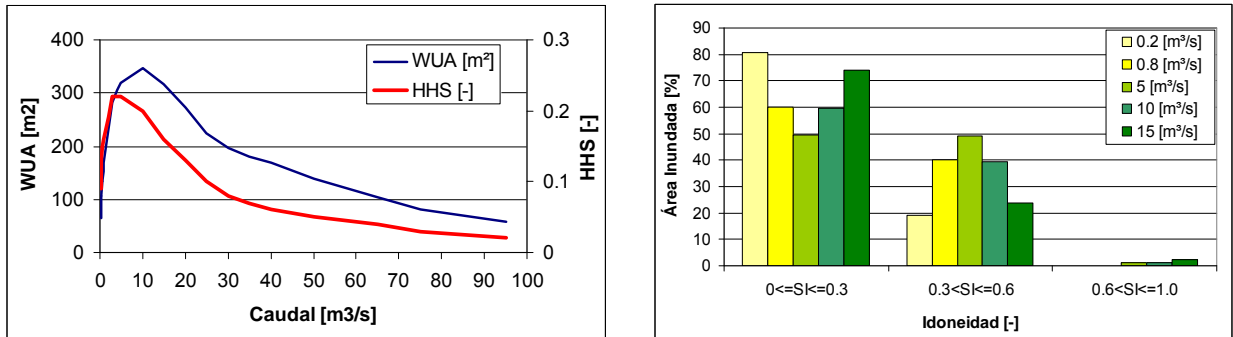 400
300
200
100
0
WUA [m2]
0.3
0.2
0.1
0
HHS [-]
WUA [m²]
HHS [-]
0 10 20 30 40 50 60 70 80 90 100
Caudal [m3/s]
90
80
70
60
50
40
30
20
10
0
Área Inundada [%]
0.2 [m³/s]
0.8 [m³/s]
5 [m³/s]
10 [m³/s]
15 [m³/s]
0<=SI<=0.3 0.3<SI<=0.6 0.6<SI<=1.0
Idoneidad [-]